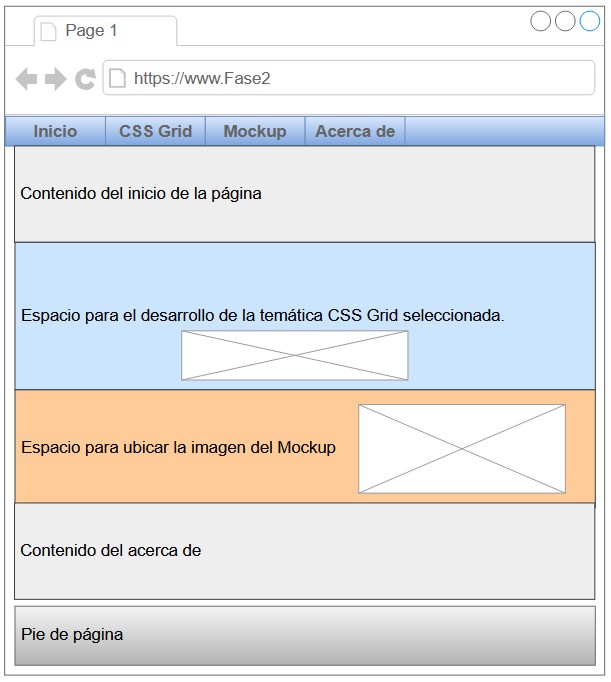 Page 1
https://www.Fase2
Inicio CSS Grid Mockup Acerca de
Contenido del inicio de la página
Espacio para el desarrollo de la temática CSS Grid seleccionada.
Espacio para ubicar la imagen del Mockup
Contenido del acerca de
Pie de página